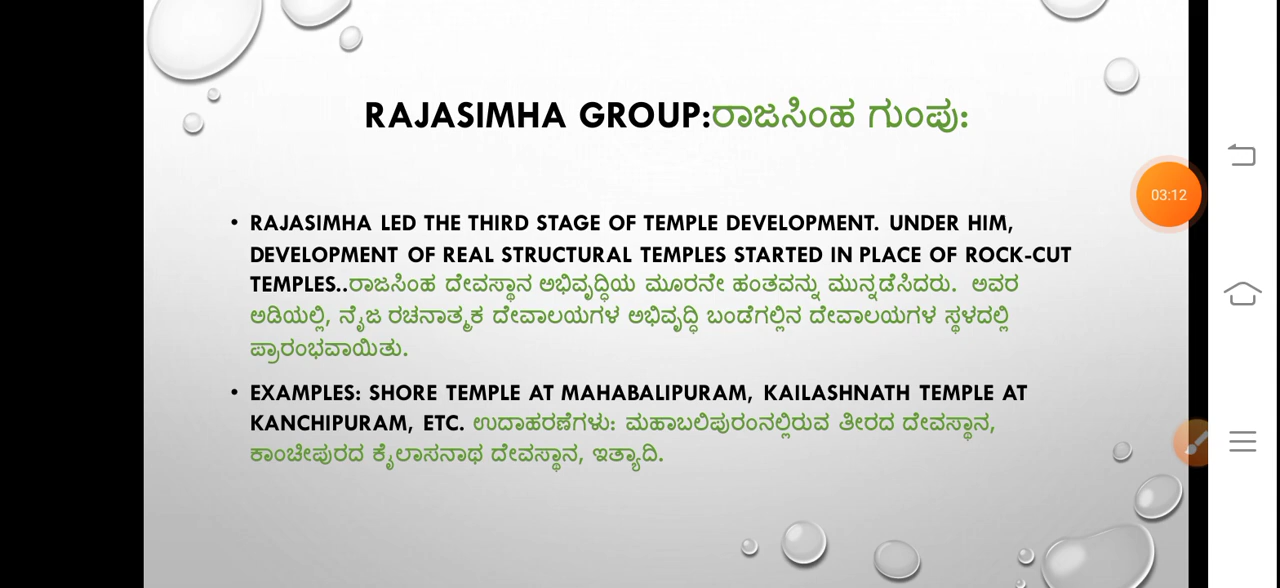 RAJASIMHA GROUP:ರಾಜಸಿಂಹ ಗುಂಪು:
• RAJASIMHA LED THE THIRD STAGE OF TEMPLE DEVELOPMENT. UNDER HIM,
DEVELOPMENT OF REAL STRUCTURAL TEMPLES STARTED IN PLACE OF ROCK-CUT
TEMPLES..ರಾಜಸಿಂಹ ದೇವಸ್ಥಾನ ಅಭಿವೃದ್ಧಿಯ ಮೂರನೇ ಹಂತವನ್ನು ಮುನ್ನಡೆಸಿದರು. ಅವರ
ಅಡಿಯಲ್ಲಿ, ನೈಜ ರಚನಾತ್ಮಕ ದೇವಾಲಯಗಳ ಅಭಿವೃದ್ಧಿ ಬಂಡೆಗಲ್ಲಿನ ದೇವಾಲಯಗಳ ಸ್ಥಳದಲ್ಲಿ
ಪ್ರಾರಂಭವಾಯಿತು.
• EXAMPLES: SHORE TEMPLE AT MAHABALIPURAM, KAILASHNATH TEMPLE AT
KANCHIPURAM, ETC. ಉದಾಹರಣೆಗಳು: ಮಹಾಬಲಿಪುರಂನಲ್ಲಿರುವ ತೀರದ ದೇವಸ್ಥಾನ,
ಕಾಂಚೀಪುರದ ಕೈಲಾಸನಾಥ ದೇವಸ್ಥಾನ, ಇತ್ಯಾದಿ.
03:12